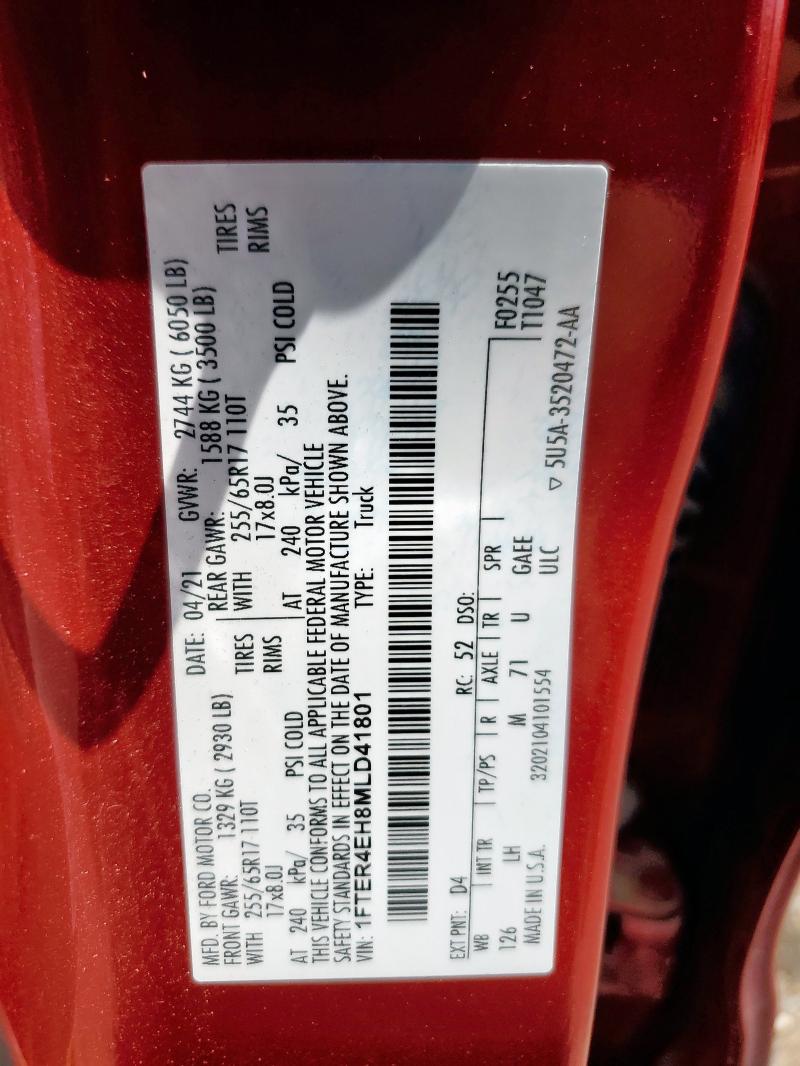 MFD. BY FORD MOTOR CO. DATE: 04/21 GVWR: 2744 KG ( 6050 LB)
FRONT GAWR: 1329 KG ( 2930 LB) REAR GAWR: 1588 KG ( 3500 LB)
WITH 255/65R17 110T TIRES WITH 255/65R17 110T TIRES
17x8.0J RIMS 17x8.0J RIMS
AT 240 kPa/ 35 PSI COLD AT 240 kPa/ 35 PSI COLD
THIS VEHICLE CONFORMS TO ALL APPLICABLE FEDERAL MOTOR VEHICLE
SAFETY STANDARDS IN EFFECT ON THE DATE OF MANUFACTURE SHOWN ABOVE.
VIN: 1FTER4EH8MLD41801 TYPE: Truck
EXT PNT: D4 RC: 52 DSO:
WB INT TR TP/PS R AXLE TR SPR F0255
126 LH M 71 U GAEE T1047
ULC
MADE IN U.S.A. 3202104101554 ▽ 5U5A-3520472-AA